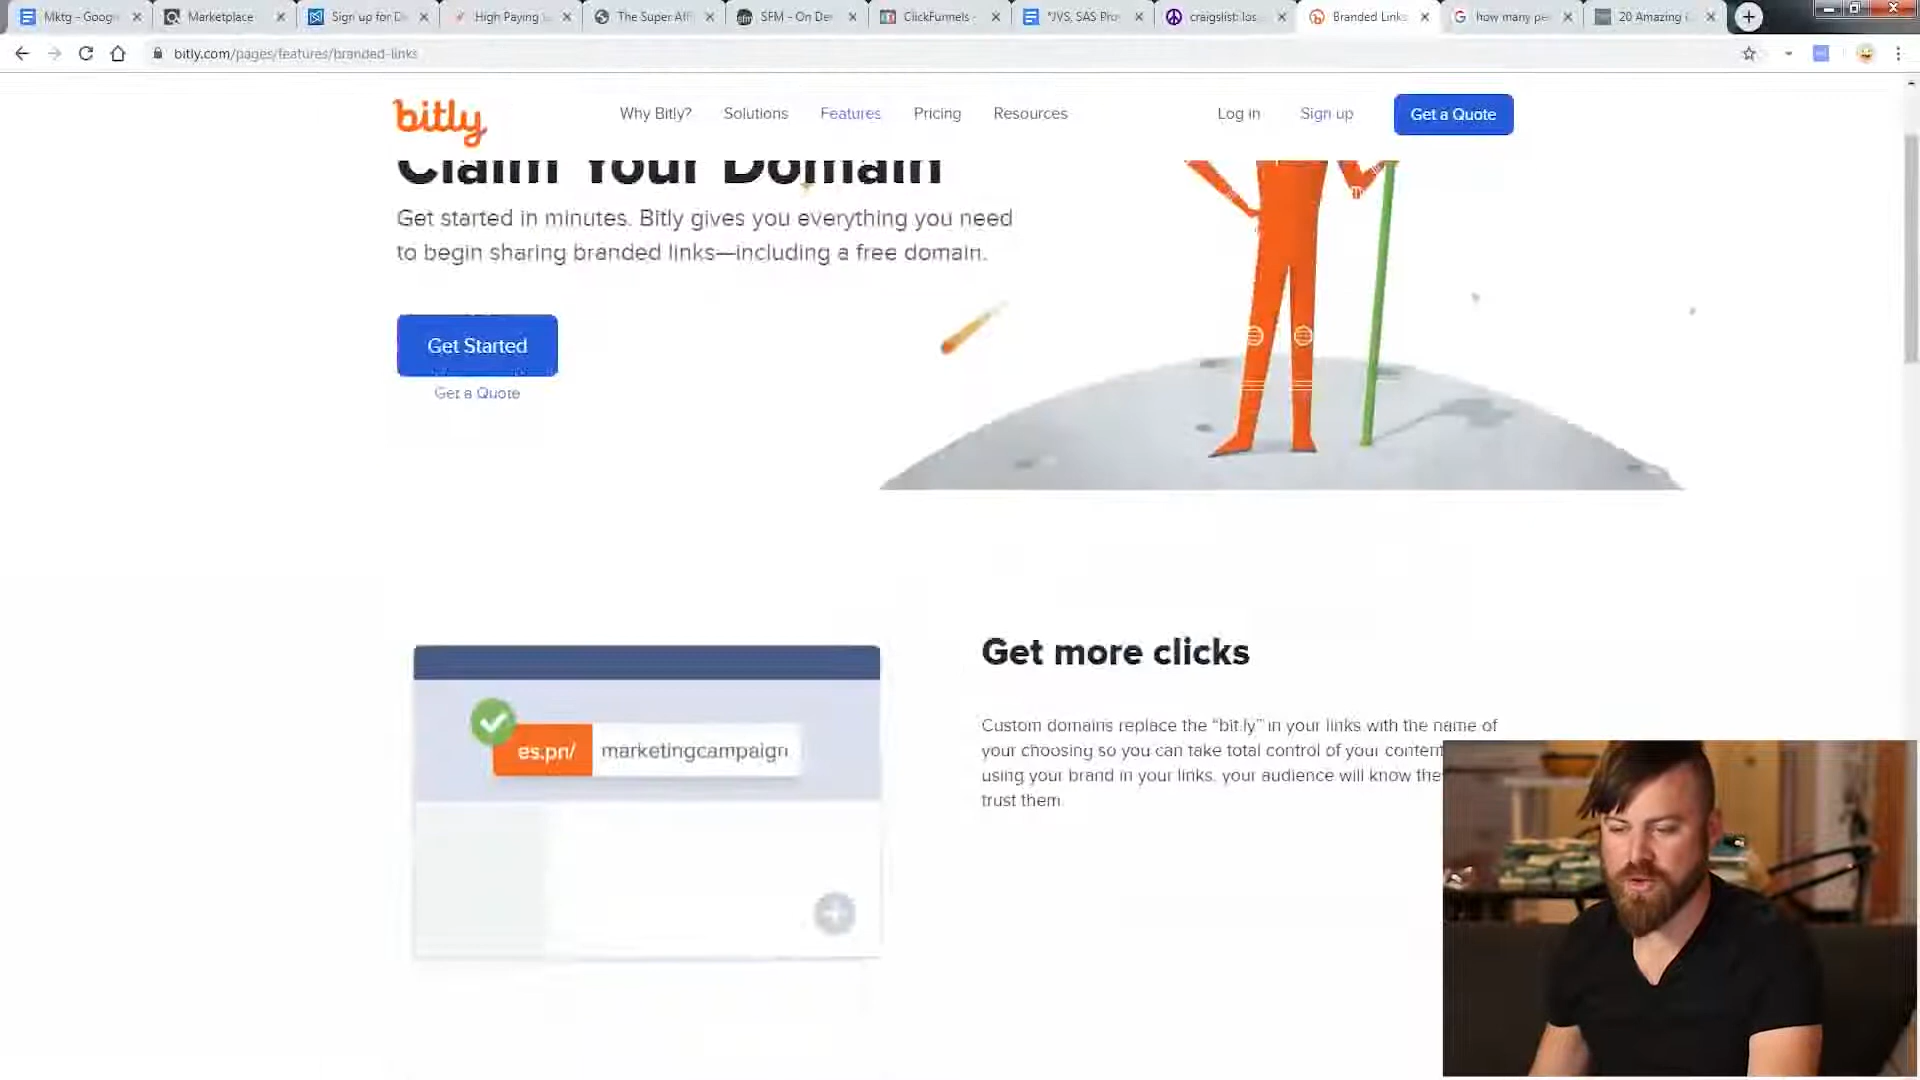 Mktg - Goog
Marketplace
Sign up for D
High Paying
The Super Aff
SFM - On De
ClickFunnels -
*JVS, SAS Pro
craigslist: los
Branded Links
how many pe
20 Amazing
bitly.com/pages/features/branded-links
bitly
Why Bitly?
Solutions
Features
Pricing
Resources
Log in
Sign up
Get a Quote
Claim Your Domain
Get started in minutes. Bitly gives you everything you need
to begin sharing branded links—including a free domain.
Get Started
Get a Quote
es.pn/ marketingcampaign
Get more clicks
Custom domains replace the “bit.ly” in your links with the name of
your choosing so you can take total control of your content
using your brand in your links, your audience will know the
trust them.